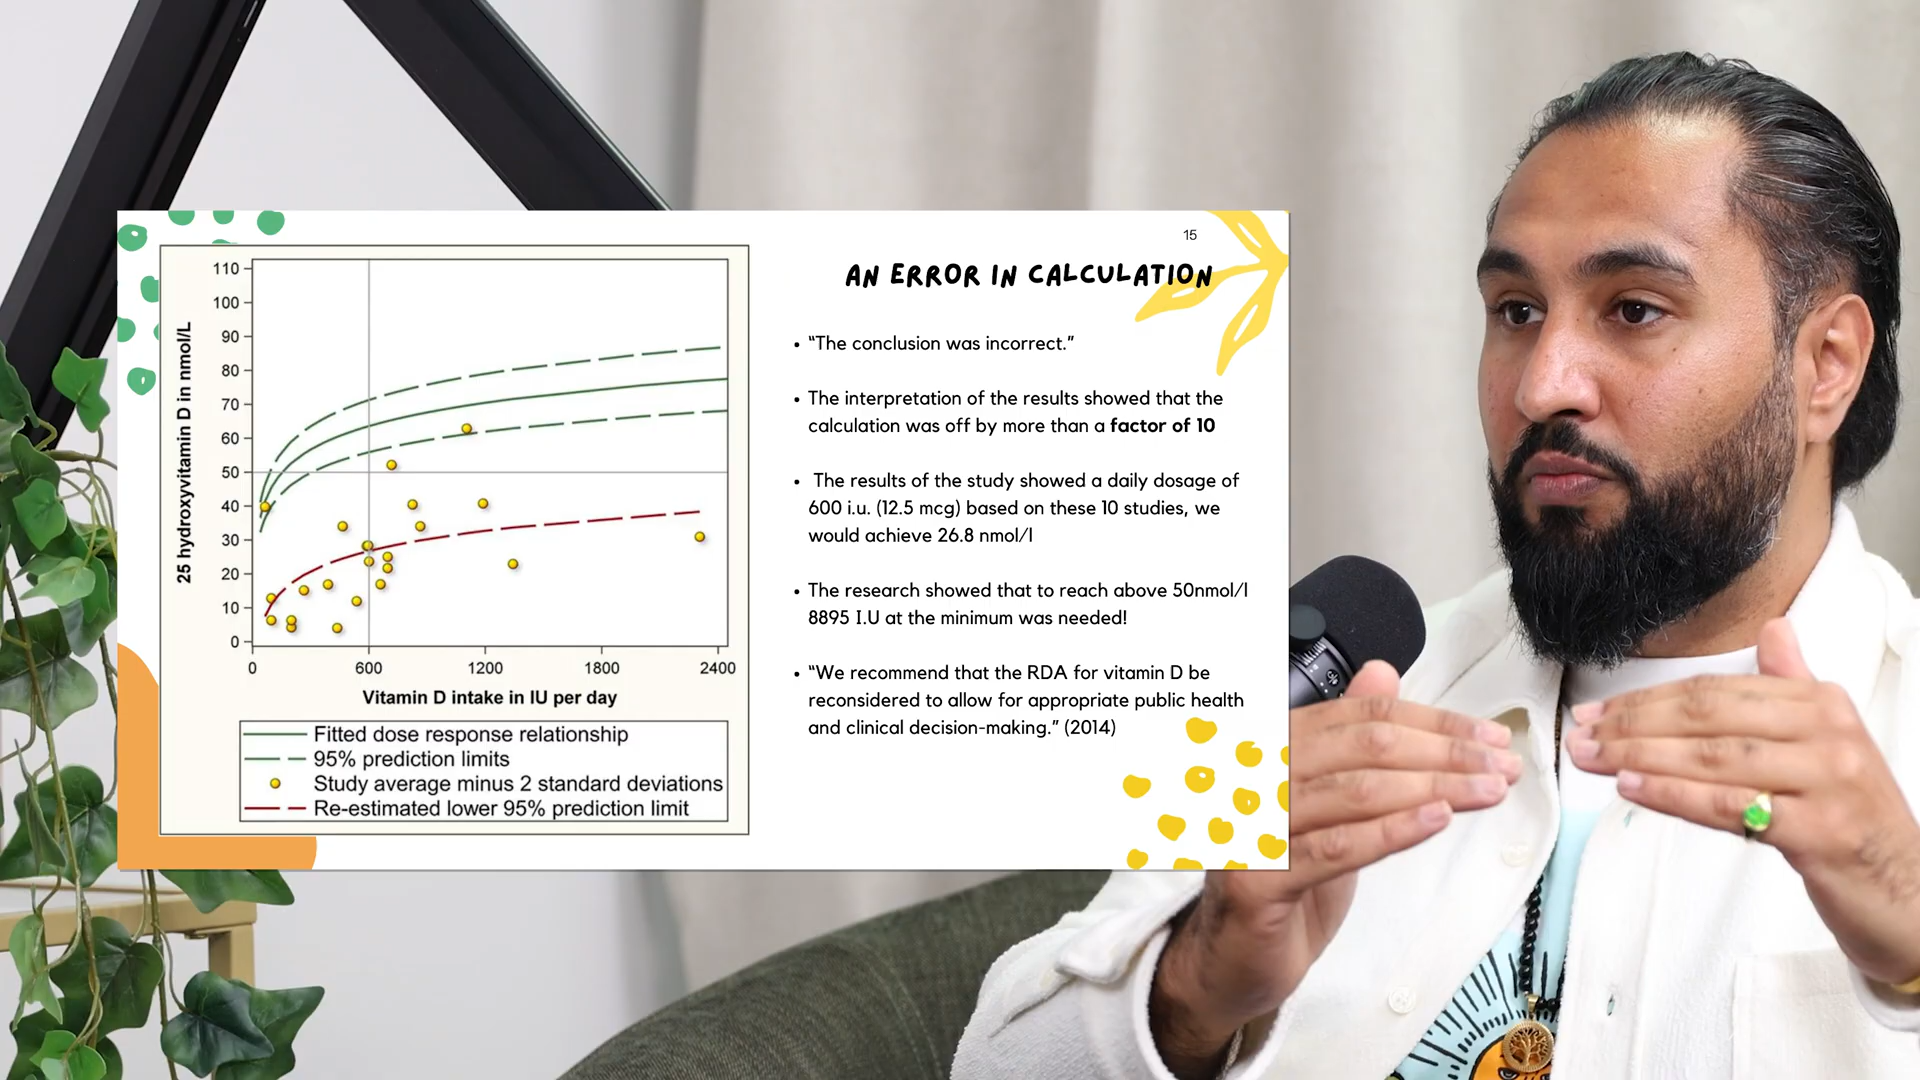 15
AN ERROR IN CALCULATION
110
100
90
80
70
60
50
40
30
20
10
0
25 hydroxyvitamin D in nmol/L
0 600 1200 1800 2400
Vitamin D intake in IU per day
Fitted dose response relationship
95% prediction limits
Study average minus 2 standard deviations
Re-estimated lower 95% prediction limit
• “The conclusion was incorrect.”
• The interpretation of the results showed that the
calculation was off by more than a factor of 10
• The results of the study showed a daily dosage of
600 i.u. (12.5 mcg) based on these 10 studies, we
would achieve 26.8 nmol/l
• The research showed that to reach above 50nmol/l
8895 I.U at the minimum was needed!
• “We recommend that the RDA for vitamin D be
reconsidered to allow for appropriate public health
and clinical decision-making.” (2014)